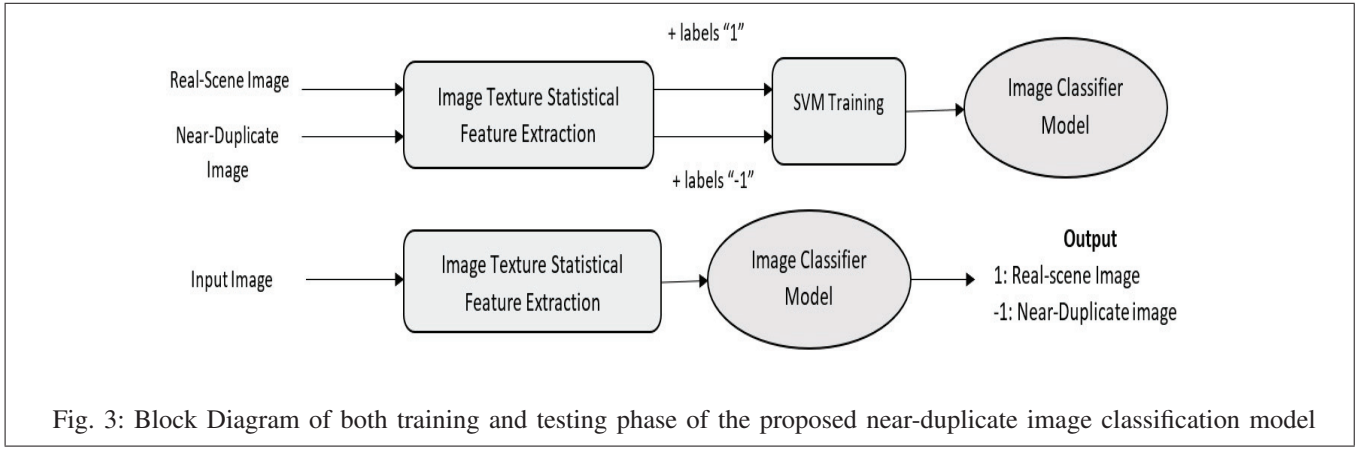 + labels “1”
Real-Scene Image
Near-Duplicate
Image
Image Texture Statistical
Feature Extraction
SVM Training
Image Classifier
Model
+ labels “-1”
Input Image
Image Texture Statistical
Feature Extraction
Image Classifier
Model
Output
1: Real-scene Image
-1: Near-Duplicate image
Fig. 3: Block Diagram of both training and testing phase of the proposed near-duplicate image classification model